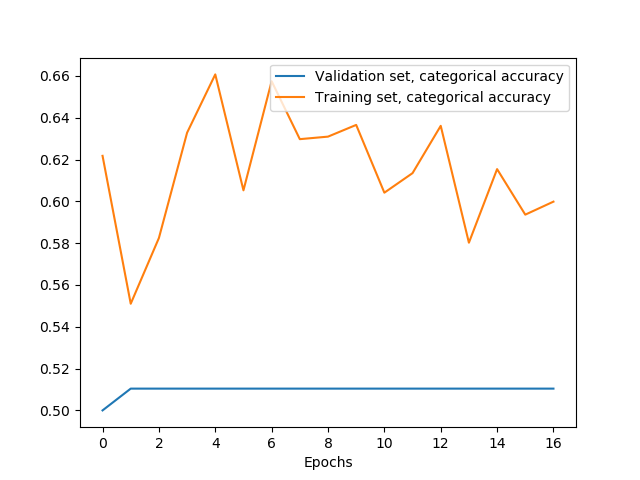 Validation set, categorical accuracy
Training set, categorical accuracy
0.66
0.64
0.62
0.60
0.58
0.56
0.54
0.52
0.50
0 2 4 6 8 10 12 14 16
Epochs